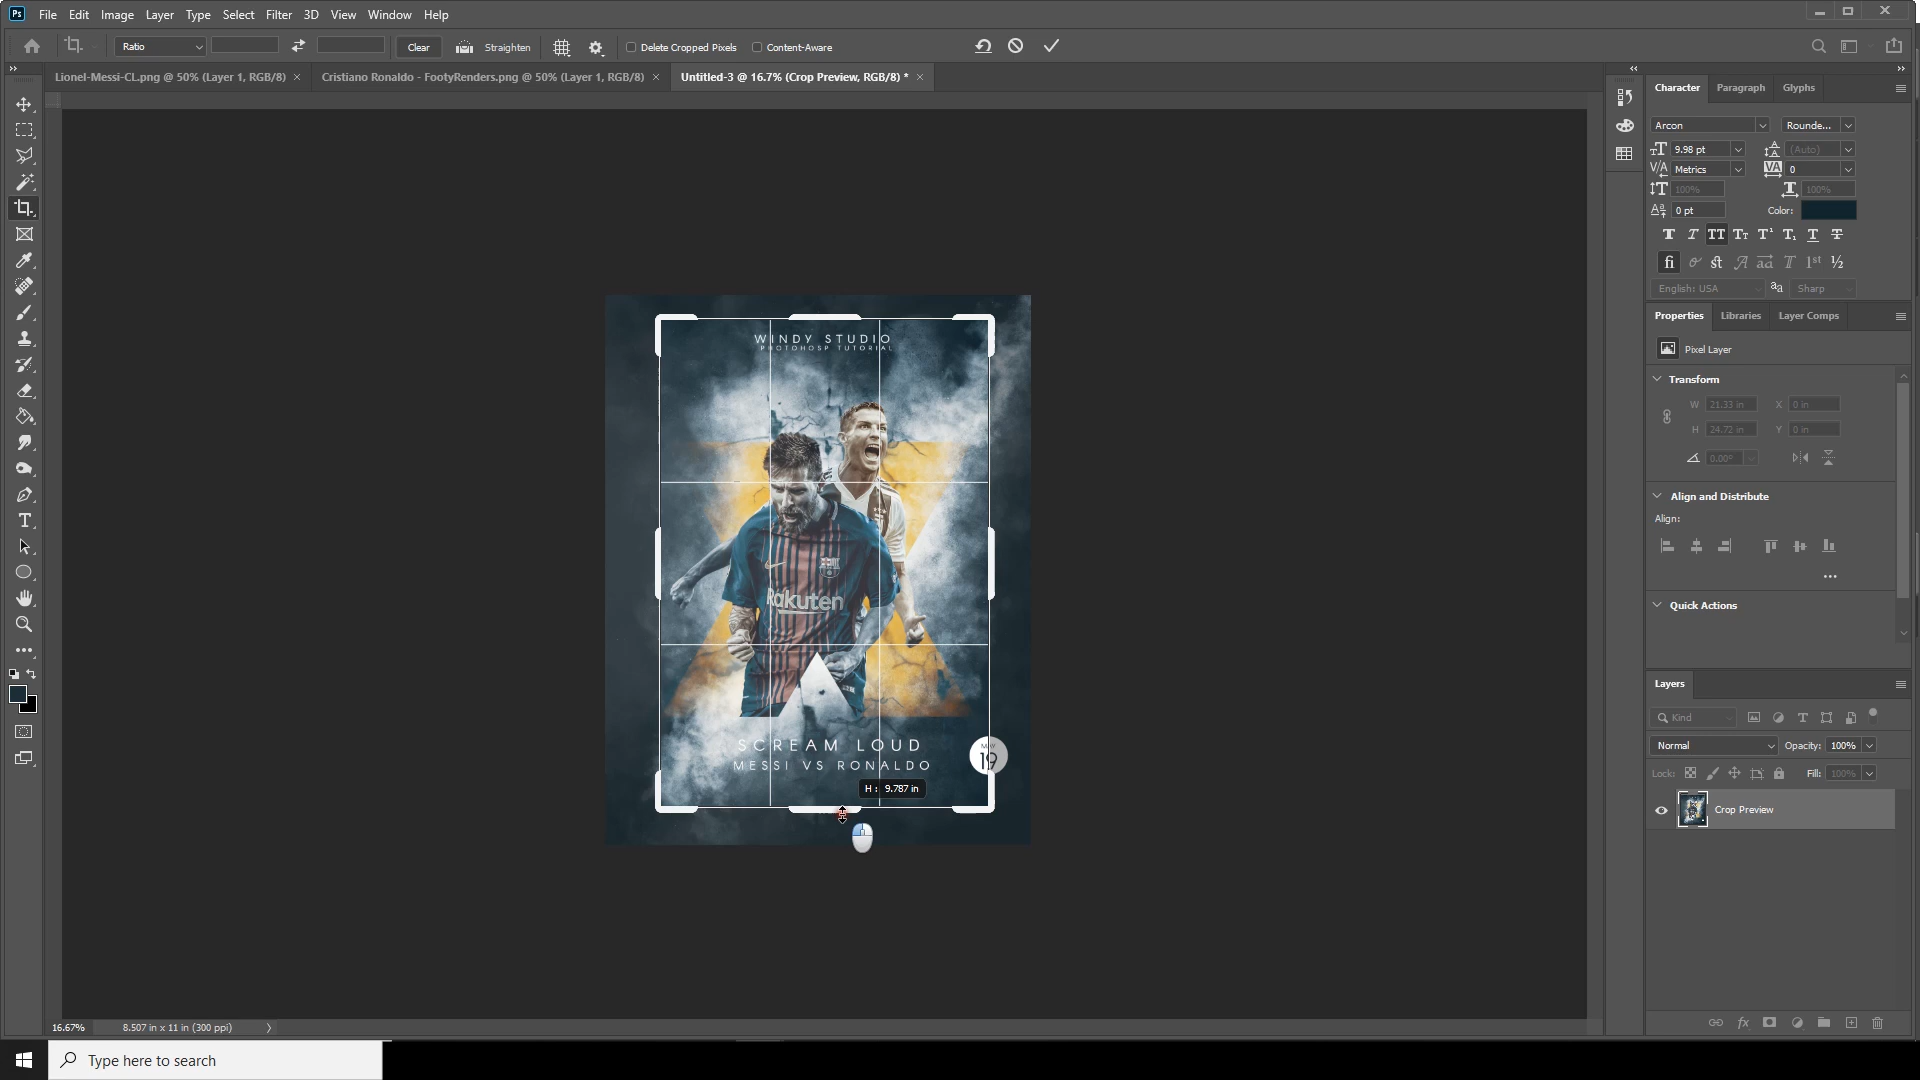 Ps File Edit Image Layer Type Select Filter 3D View Window Help
Ratio Clear Straighten Delete Cropped Pixels Content-Aware
Lionel-Messi-CL.png @ 50% (Layer 1, RGB/8) × Cristiano Ronaldo - FootyRenders.png @ 50% (Layer 1, RGB/8) × Untitled-3 @ 16.7% (Crop Preview, RGB/8) * ×
Character Paragraph Glyphs
Arcon Rounde...
9.98 pt (Auto)
Metrics 0
100% 100%
0 pt Color:
English: USA aa Sharp
Properties Libraries Layer Comps
Pixel Layer
Transform
W 21.33 in X 0 in
H 24.72 in Y 0 in
0.00°
Align and Distribute
Align:
Quick Actions
Layers
Kind
Normal Opacity: 100%
Lock: Fill: 100%
Crop Preview
WINDY STUDIO
PHOTOHOSP TUTORIAL
Rakuten
SCREAM LOUD
MESSI VS RONALDO
MAY
19
H : 9.787 in
16.67% 8.507 in x 11 in (300 ppi)
Type here to search